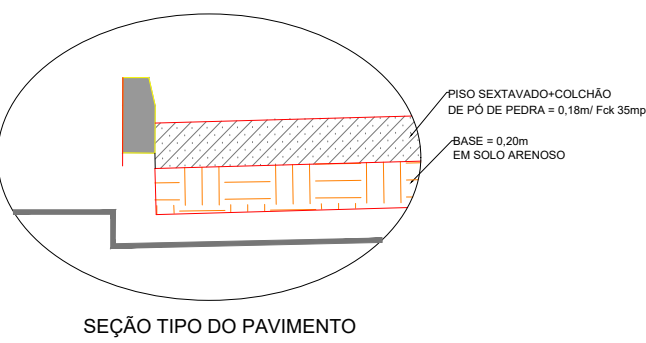 PISO SEXTAVADO+COLCHÃO
DE PÓ DE PEDRA = 0,18m/ Fck 35mp
BASE = 0,20m
EM SOLO ARENOSO
SEÇÃO TIPO DO PAVIMENTO